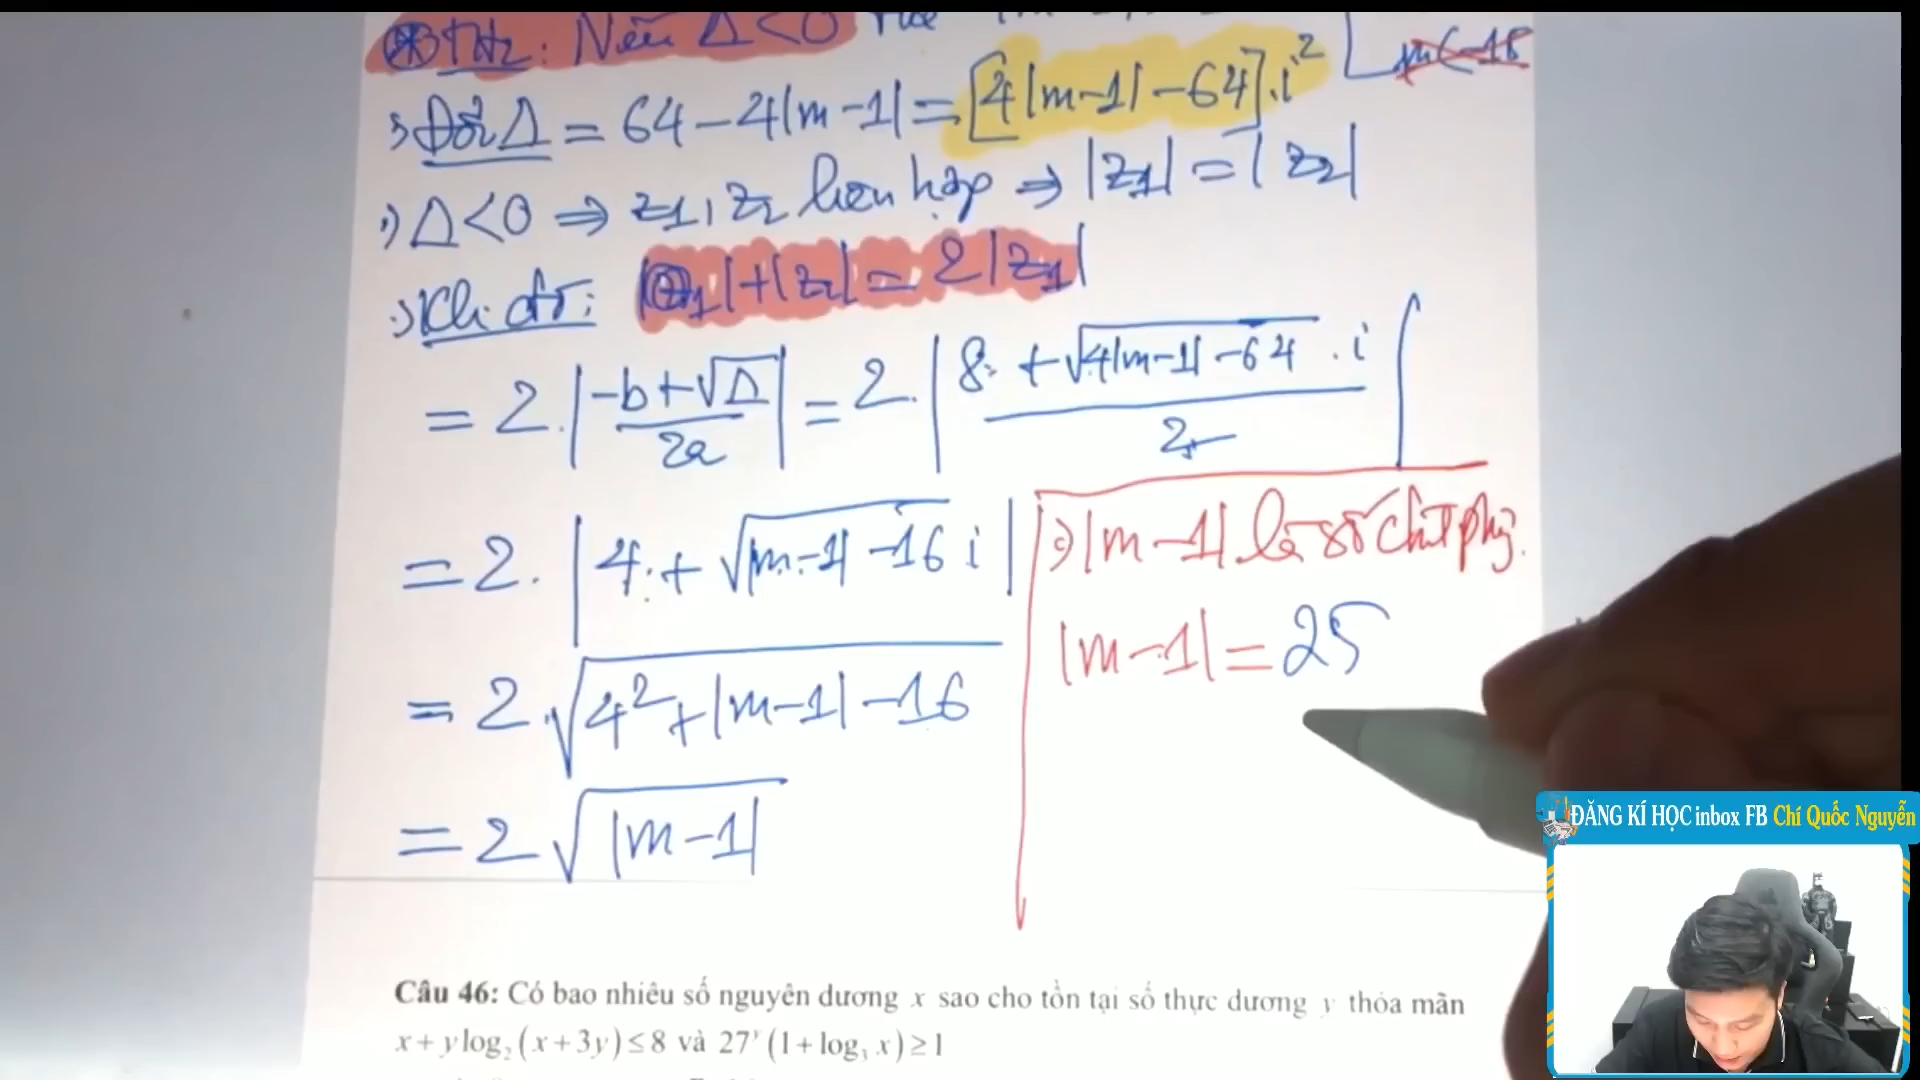 TH2: Nếu Δ<0
m<-15
Đổi Δ = 64-4|m-1| = [4|m-1|-64].i²
Δ<0 ⇒ z1, z2 liên hợp ⇒ |z1| = |z2|
Khi đó: |z1|+|z2| = 2|z1|
= 2.|(-b+√Δ)/2a| = 2.|(8+√(4|m-1|-64).i)/2|
= 2.|4+√(|m-1|-16) i|
|m-1| là số chính phg.
|m-1| = 25
= 2.√(4²+|m-1|-16)
= 2√|m-1|
ĐĂNG KÍ HỌC inbox FB Chí Quốc Nguyễn
Câu 46: Có bao nhiêu số nguyên dương x sao cho tồn tại số thực dương y thỏa mãn
x + y log₂(x+3y) ≤ 8 và 27ʸ(1+log₃ x) ≥ 1